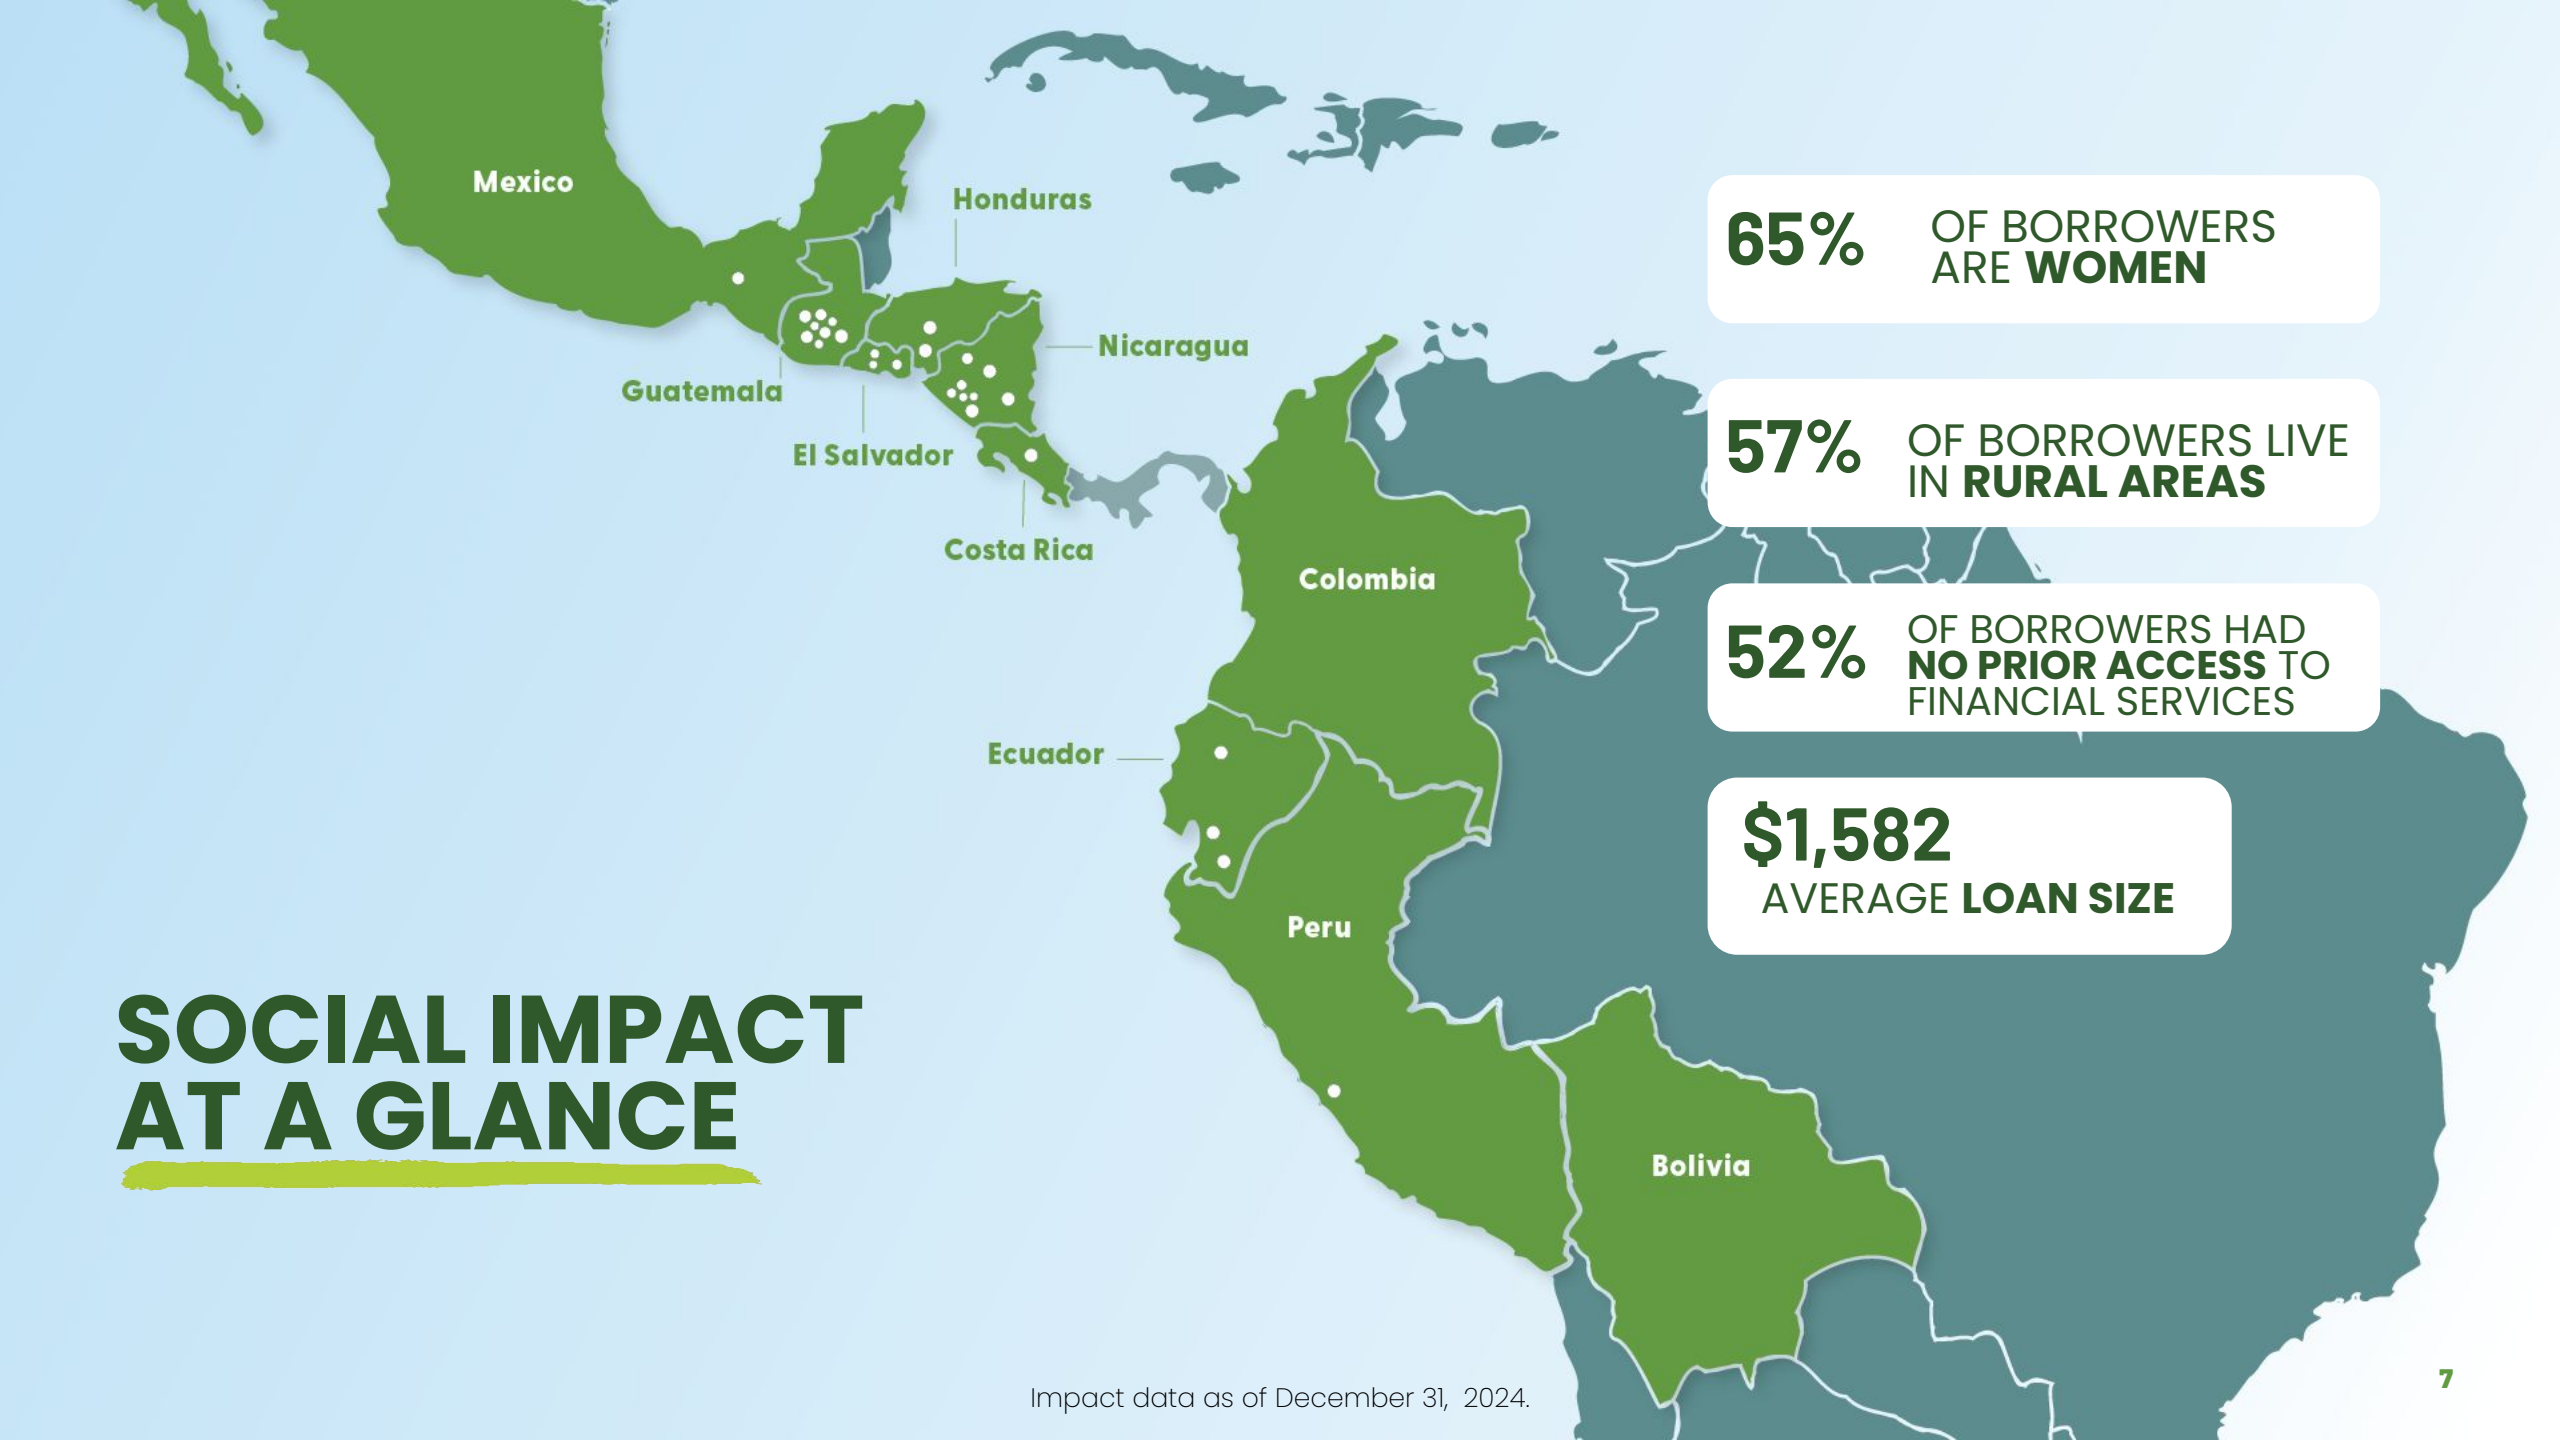 Mexico
Honduras
Nicaragua
Guatemala
El Salvador
Costa Rica
Colombia
Ecuador
Peru
Bolivia
65%
OF BORROWERS
ARE WOMEN
57%
OF BORROWERS LIVE
IN RURAL AREAS
52%
OF BORROWERS HAD
NO PRIOR ACCESS TO
FINANCIAL SERVICES
$1,582
AVERAGE LOAN SIZE
SOCIAL IMPACT
AT A GLANCE
Impact data as of December 31, 2024.
7